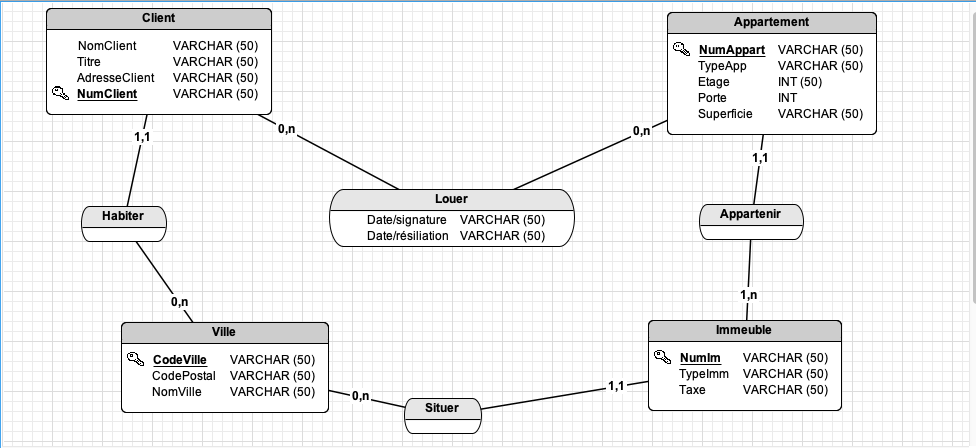 Client
NomClient VARCHAR (50)
Titre VARCHAR (50)
AdresseClient VARCHAR (50)
NumClient VARCHAR (50)
Appartement
NumAppart VARCHAR (50)
TypeApp VARCHAR (50)
Etage INT (50)
Porte INT
Superficie VARCHAR (50)
1,1
0,n
0,n
1,1
Louer
Date/signature VARCHAR (50)
Date/résiliation VARCHAR (50)
Habiter
Appartenir
0,n
1,n
Ville
CodeVille VARCHAR (50)
CodePostal VARCHAR (50)
NomVille VARCHAR (50)
Immeuble
NumIm VARCHAR (50)
TypeImm VARCHAR (50)
Taxe VARCHAR (50)
0,n
1,1
Situer